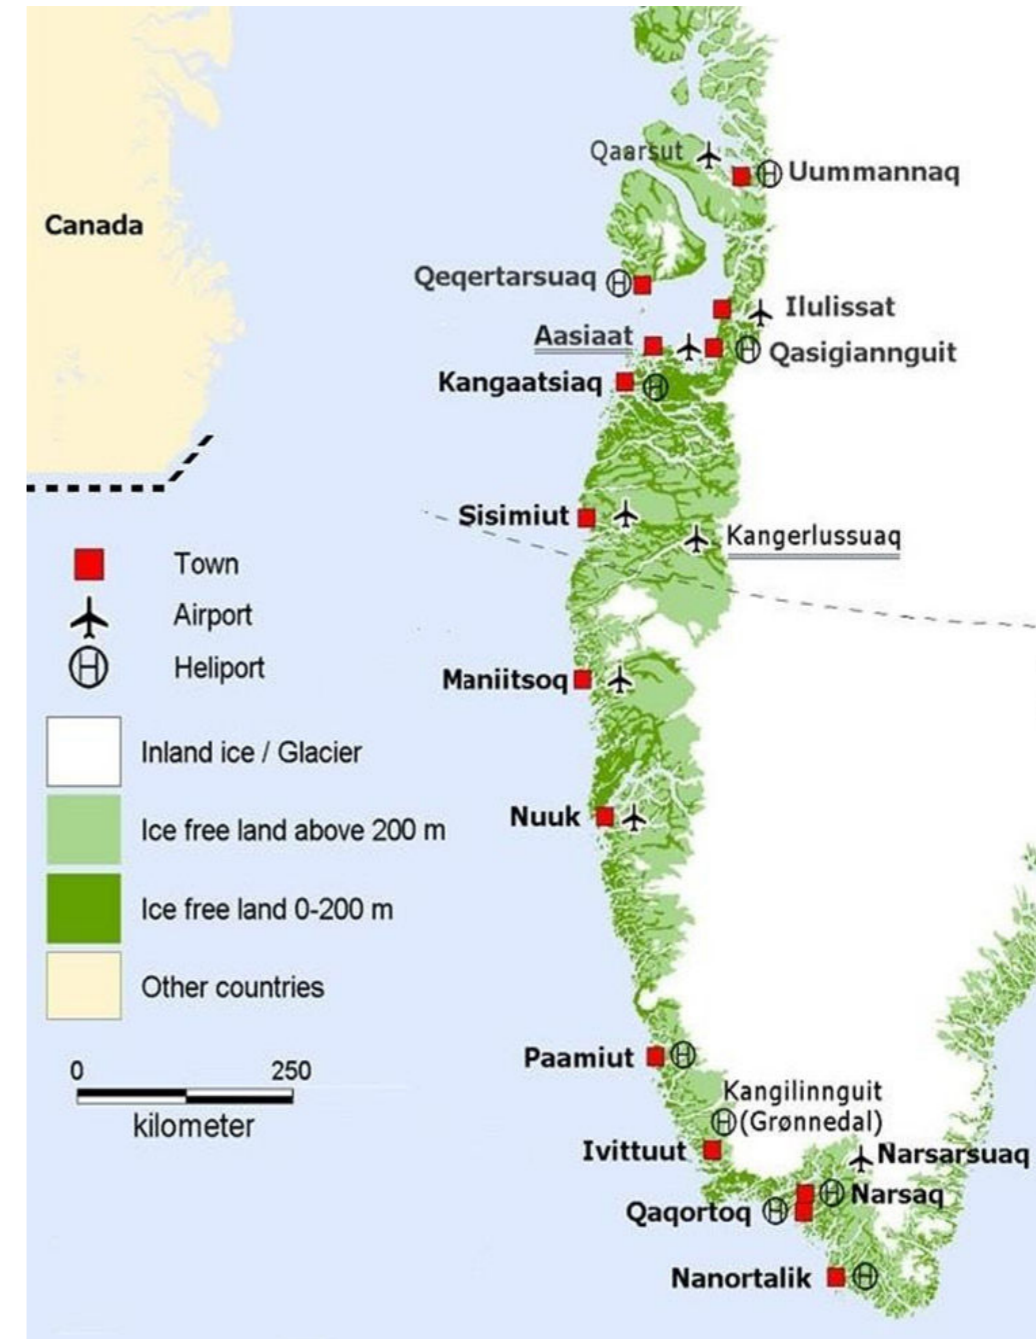 Qaarsut
Uummannaq
Canada
Qeqertarsuaq
Ilulissat
Aasiaat
Qasigiannguit
Kangaatsiaq
Sisimiut
Kangerlussuaq
Town
Airport
H Heliport
Maniitsoq
Inland ice / Glacier
Nuuk
Ice free land above 200 m
Ice free land 0-200 m
Other countries
Paamiut
0 250
kilometer
Kangilinnguit
(Grønnedal)
Ivittuut
Narsarsuaq
Narsaq
Qaqortoq
Nanortalik